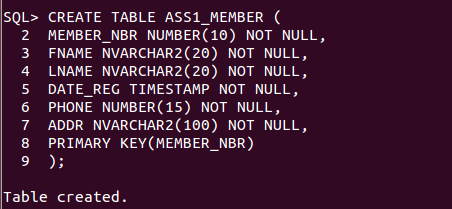 SQL> CREATE TABLE ASS1_MEMBER (
2 MEMBER_NBR NUMBER(10) NOT NULL,
3 FNAME NVARCHAR2(20) NOT NULL,
4 LNAME NVARCHAR2(20) NOT NULL,
5 DATE_REG TIMESTAMP NOT NULL,
6 PHONE NUMBER(15) NOT NULL,
7 ADDR NVARCHAR2(100) NOT NULL,
8 PRIMARY KEY(MEMBER_NBR)
9 );
Table created.